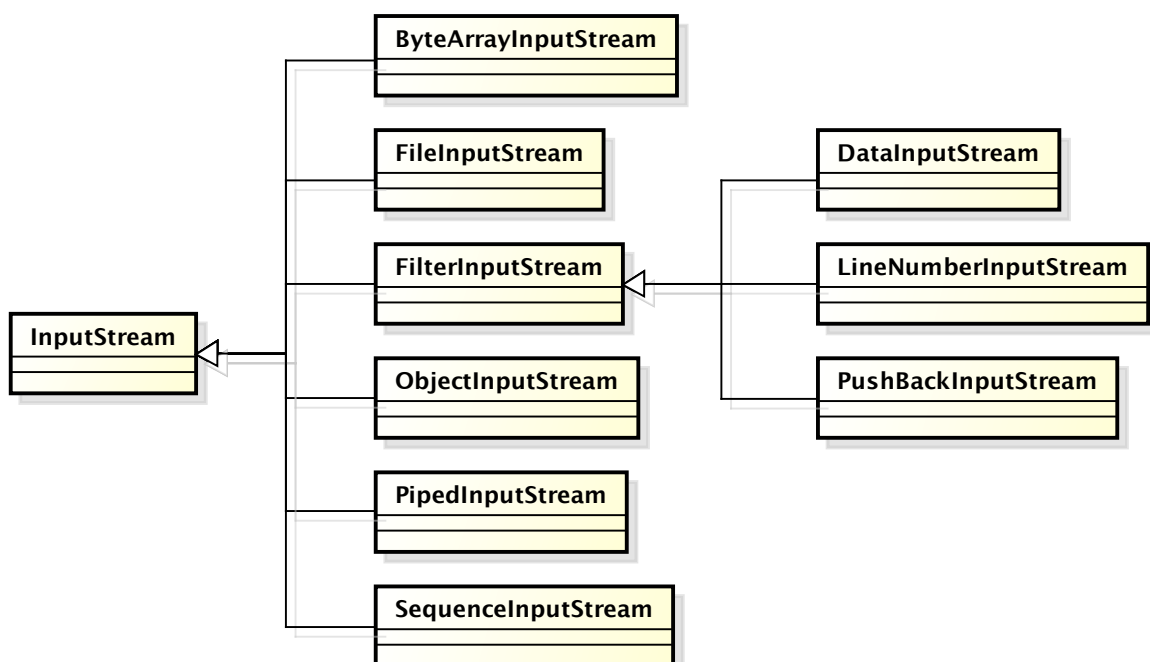 ByteArrayInputStream
FileInputStream
DataInputStream
FilterInputStream
LineNumberInputStream
InputStream
ObjectInputStream
PushBackInputStream
PipedInputStream
SequenceInputStream